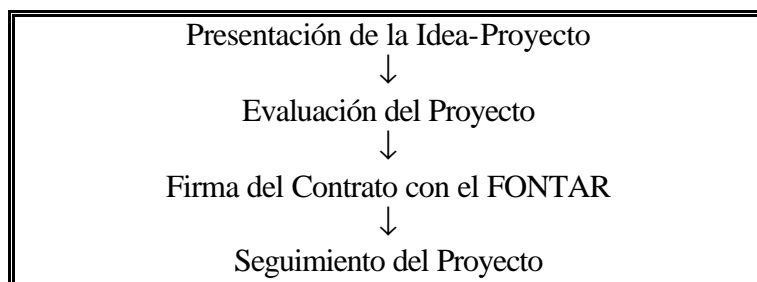 Presentación de la Idea-Proyecto
↓
Evaluación del Proyecto
↓
Firma del Contrato con el FONTAR
↓
Seguimiento del Proyecto